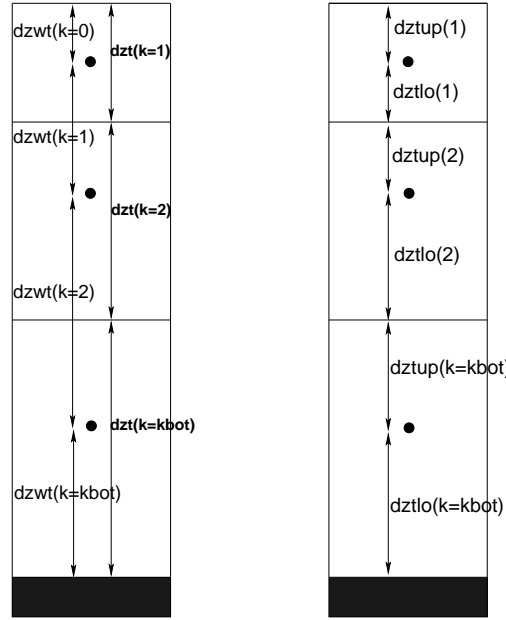 dzwt(k=0)
dzt(k=1)
dzwt(k=1)
dzt(k=2)
dzwt(k=2)
dzt(k=kbot)
dzwt(k=kbot)
dztup(1)
dztlo(1)
dztup(2)
dztlo(2)
dztup(k=kbot)
dztlo(k=kbot)